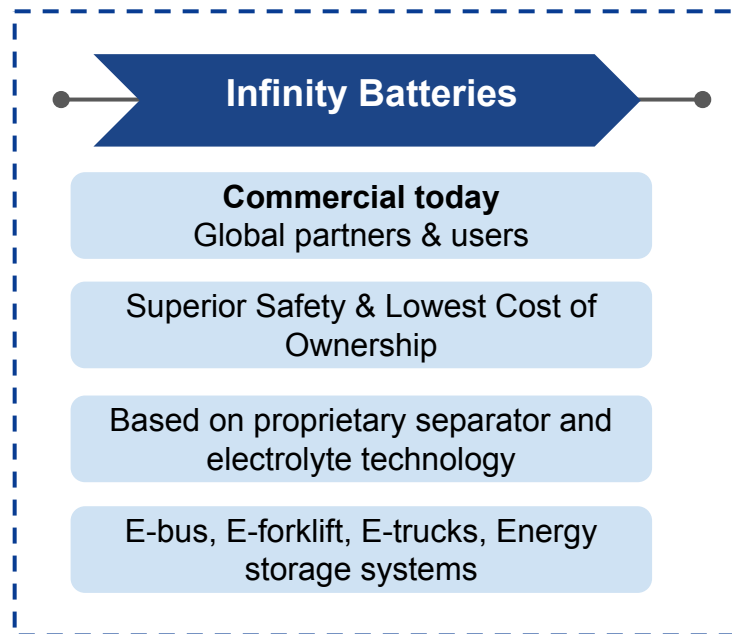 Infinity Batteries
Commercial today
Global partners & users
Superior Safety & Lowest Cost of
Ownership
Based on proprietary separator and
electrolyte technology
E-bus, E-forklift, E-trucks, Energy
storage systems